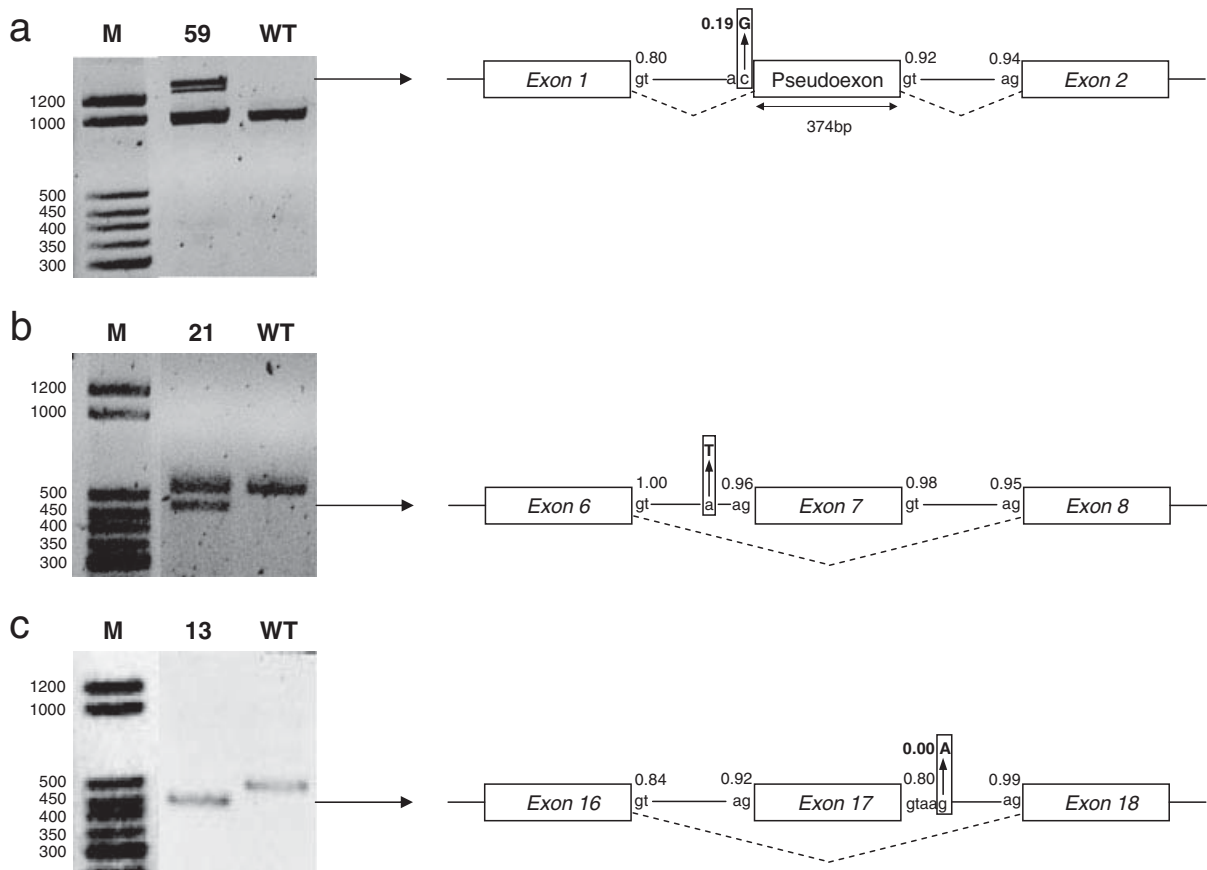 a
M 59 WT
1200
1000
500
450
400
350
300
0.19 G
0.80 0.92 0.94
Exon 1 gt a c Pseudoexon gt ag Exon 2
374bp
b
M 21 WT
1200
1000
500
450
400
350
300
T
1.00 0.96 0.98 0.95
Exon 6 gt a ag Exon 7 gt ag Exon 8
c
M 13 WT
1200
1000
500
450
400
350
300
0.00 A
0.84 0.92 0.80 0.99
Exon 16 gt ag Exon 17 gtaag ag Exon 18